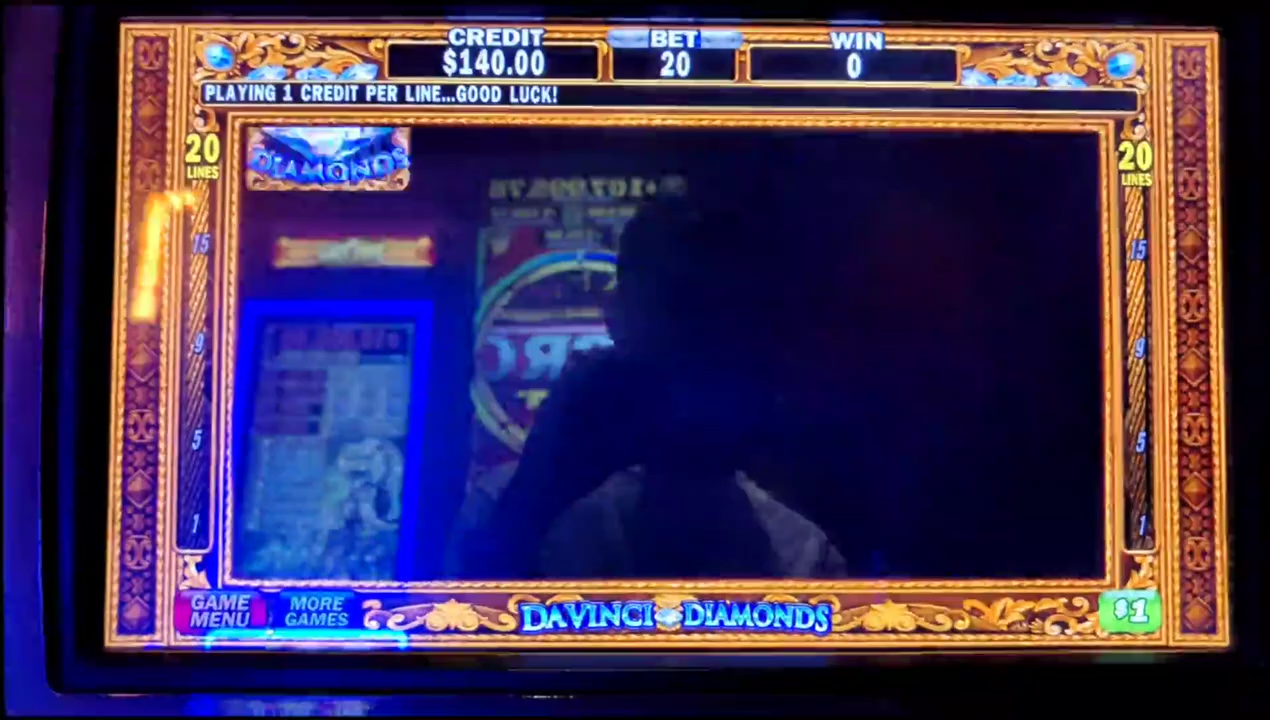 CREDIT BET WIN
$140.00 20 0
PLAYING 1 CREDIT PER LINE...GOOD LUCK!
20 LINES
DIAMONDS
20 LINES
15 15
9 9
5 5
1 1
GAME MENU
MORE GAMES
DAVINCI DIAMONDS
$1